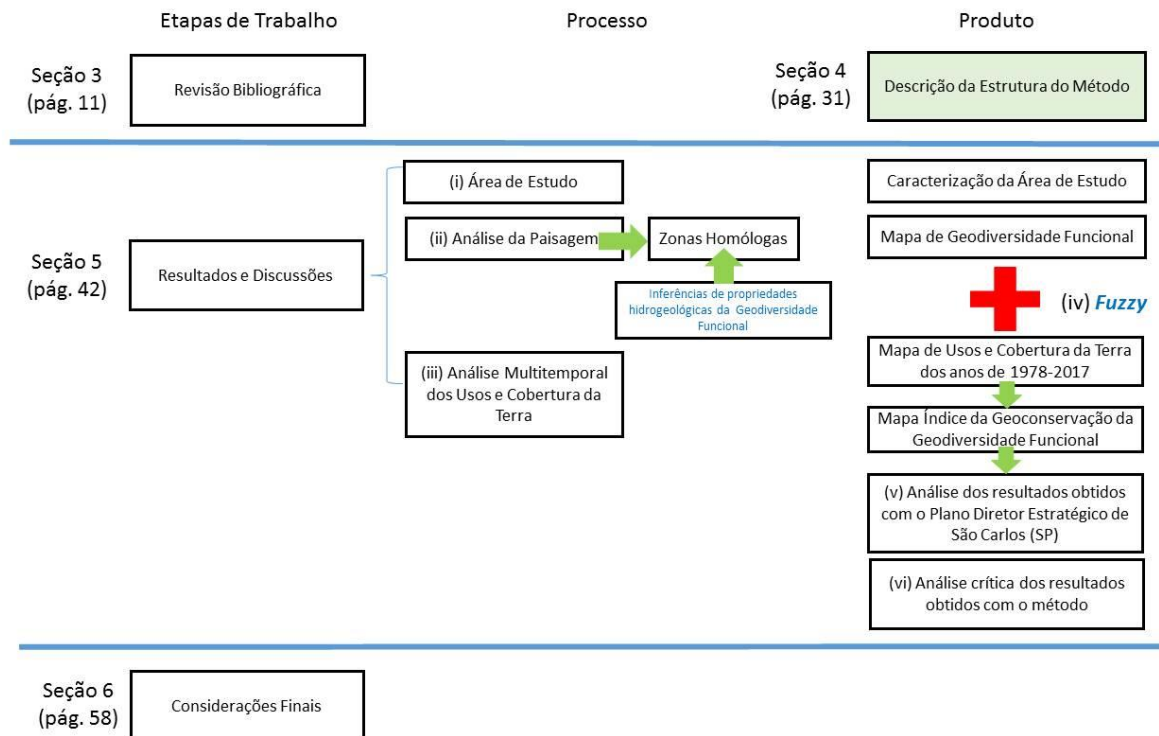 Etapas de Trabalho
Processo
Produto
Seção 3
(pág. 11)
Revisão Bibliográfica
Seção 4
(pág. 31)
Descrição da Estrutura do Método
Seção 5
(pág. 42)
Resultados e Discussões
(i) Área de Estudo
(ii) Análise da Paisagem
Zonas Homólogas
Inferências de propriedades
hidrogeológicas da Geodiversidade
Funcional
(iii) Análise Multitemporal
dos Usos e Cobertura da
Terra
Caracterização da Área de Estudo
Mapa de Geodiversidade Funcional
(iv) Fuzzy
Mapa de Usos e Cobertura da Terra
dos anos de 1978-2017
Mapa Índice da Geoconservação da
Geodiversidade Funcional
(v) Análise dos resultados obtidos
com o Plano Diretor Estratégico de
São Carlos (SP)
(vi) Análise crítica dos resultados
obtidos com o método
Seção 6
(pág. 58)
Considerações Finais